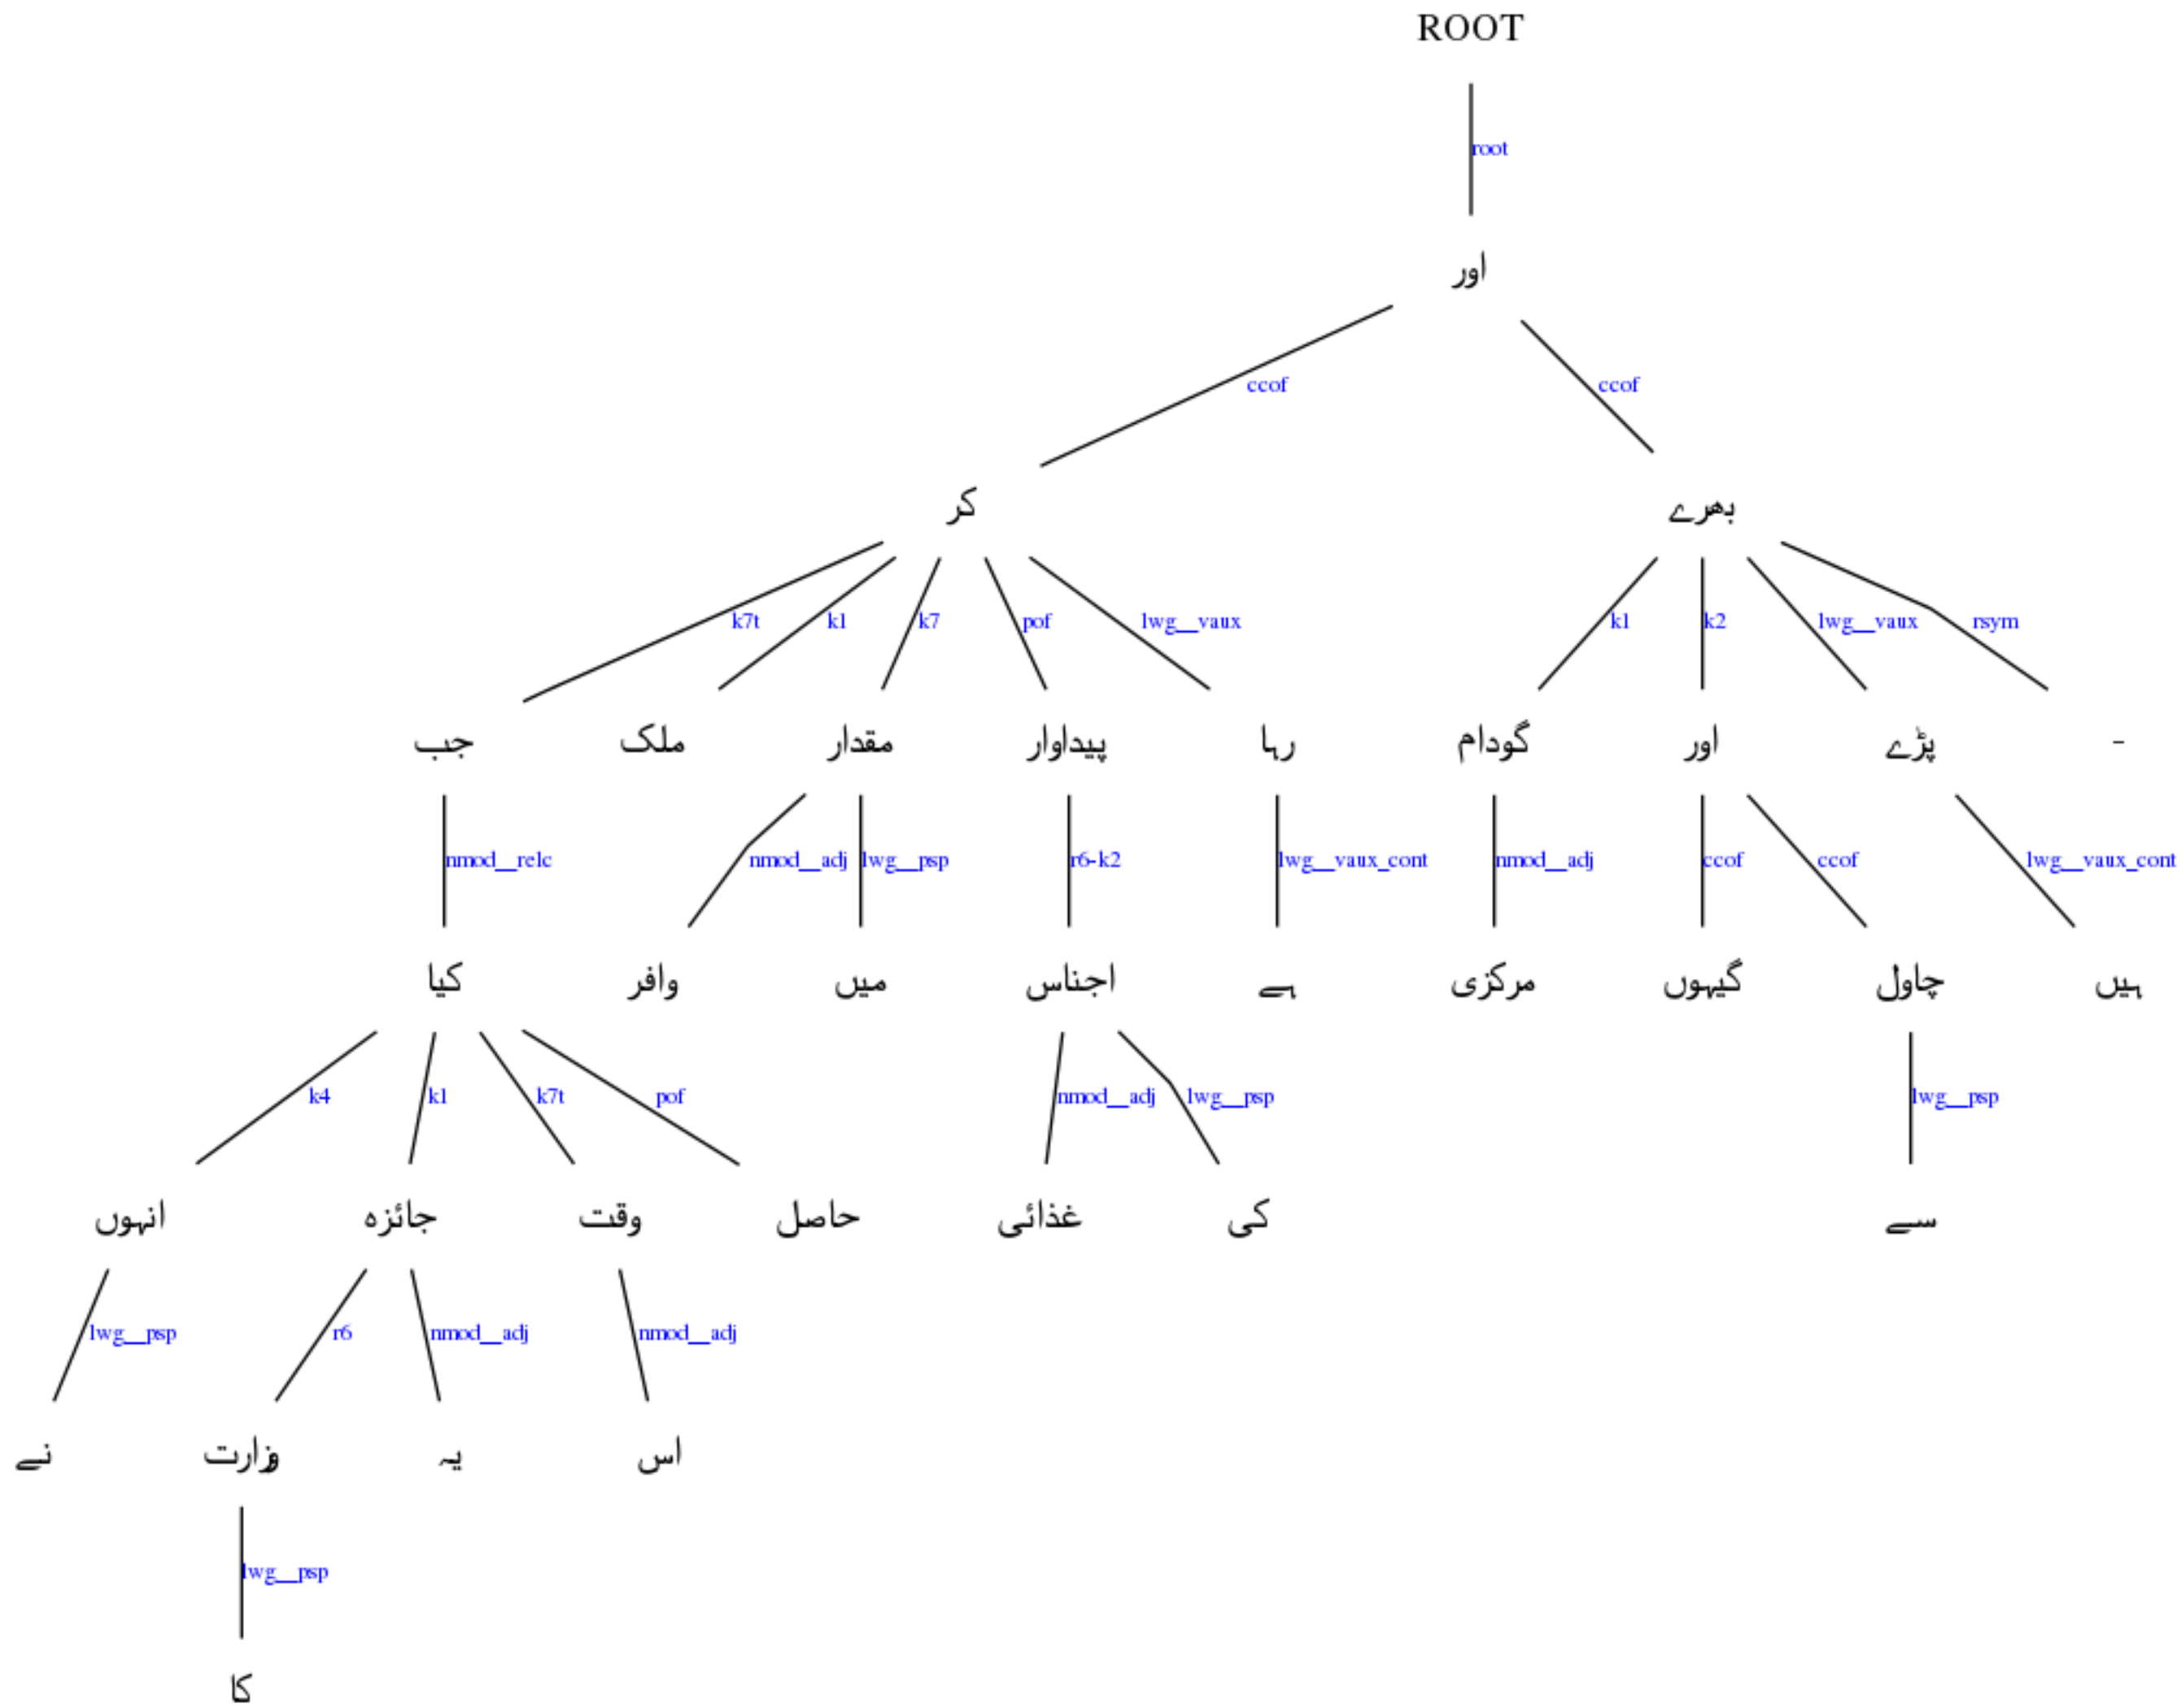 ROOT
root
اور
ccof ccof
کر بھرے
k7t k1 k7 pof lwg__vaux k1 k2 lwg__vaux rsym
جب ملک مقدار پیداوار رہا گودام اور پڑے -
nmod__relc nmod__adj lwg__psp r6-k2 lwg__vaux_cont nmod__adj ccof ccof lwg__vaux_cont
کیا وافر میں اجناس ہے مرکزی گیہوں چاول ہیں
k4 k1 k7t pof nmod__adj lwg__psp lwg__psp
انہوں جائزہ وقت حاصل غذائی کی سے
lwg__psp r6 nmod__adj nmod__adj
نے وزارت یہ اس
lwg__psp
کا